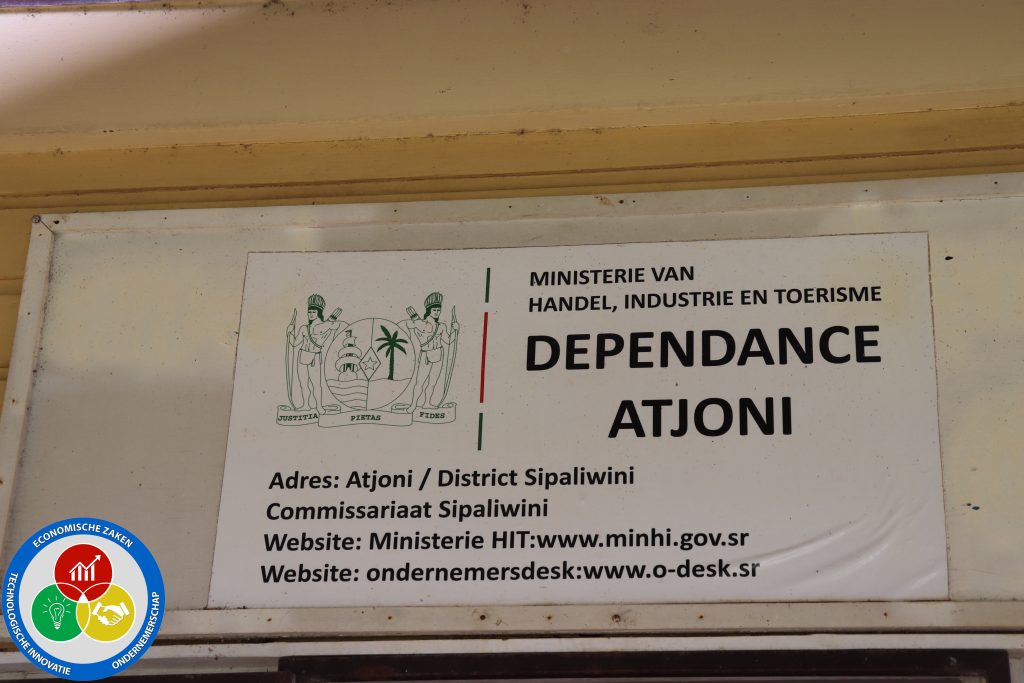 MINISTERIE VAN
HANDEL, INDUSTRIE EN TOERISME
DEPENDANCE
ATJONI
JUSTITIA PIETAS FIDES
Adres: Atjoni / District Sipaliwini
Commissariaat Sipaliwini
Website: Ministerie HIT:www.minhi.gov.sr
Website: ondernemersdesk:www.o-desk.sr
ECONOMISCHE ZAKEN
TECHNOLOGISCHE INNOVATIE
ONDERNEMERSCHAP